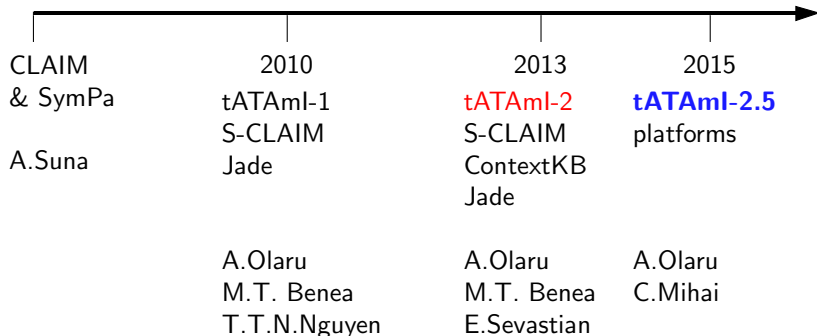 CLAIM
& SymPa
A.Suna
2010
tATAmI-1
S-CLAIM
Jade
A.Olaru
M.T. Benea
T.T.N.Nguyen
2013
tATAmI-2
S-CLAIM
ContextKB
Jade
A.Olaru
M.T. Benea
E.Sevastian
2015
tATAmI-2.5
platforms
A.Olaru
C.Mihai